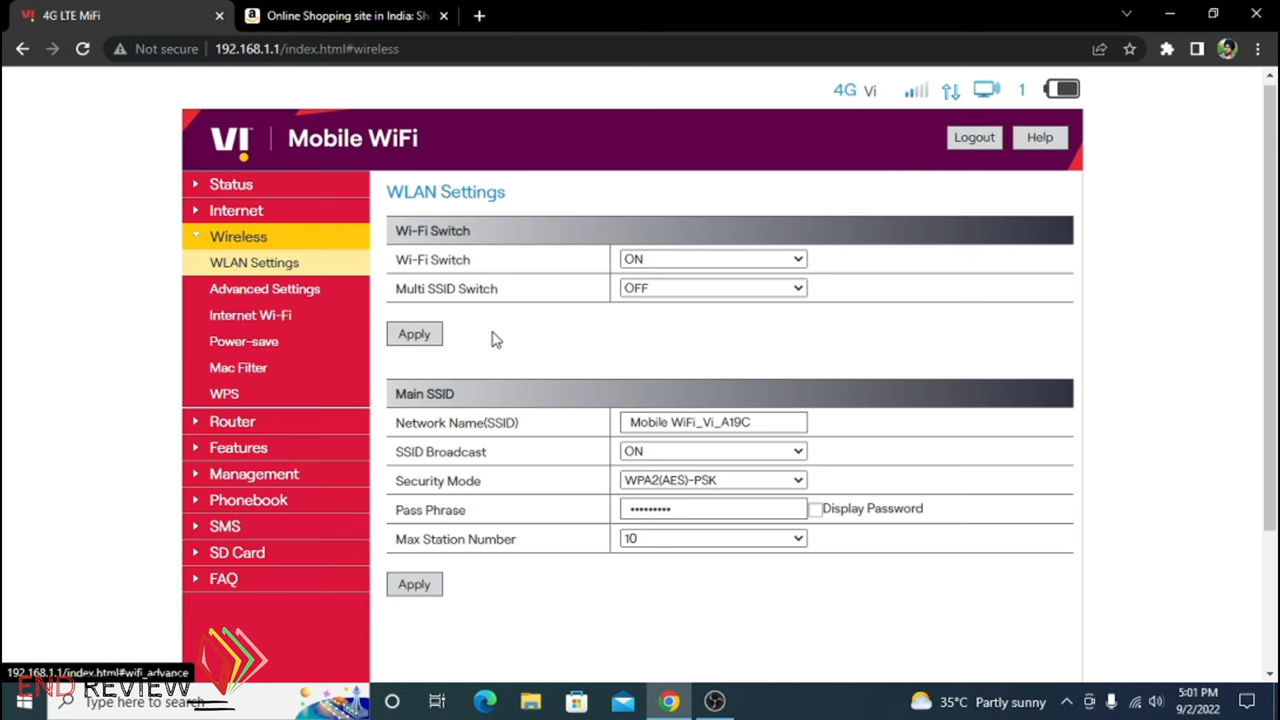 4G LTE MiFi
Online Shopping site in India: Sh
Not secure 192.168.1.1/index.html#wireless
4G Vi 1
VI Mobile WiFi
Logout Help
Status
Internet
Wireless
WLAN Settings
Advanced Settings
Internet Wi-Fi
Power-save
Mac Filter
WPS
Router
Features
Management
Phonebook
SMS
SD Card
FAQ
WLAN Settings
Wi-Fi Switch
Wi-Fi Switch ON
Multi SSID Switch OFF
Apply
Main SSID
Network Name(SSID) Mobile WiFi_Vi_A19C
SSID Broadcast ON
Security Mode WPA2(AES)-PSK
Pass Phrase ••••••••• Display Password
Max Station Number 10
Apply
192.168.1.1/index.html#wifi_advance
END REVIEW
Type here to search
35°C Partly sunny
5:01 PM
9/2/2022